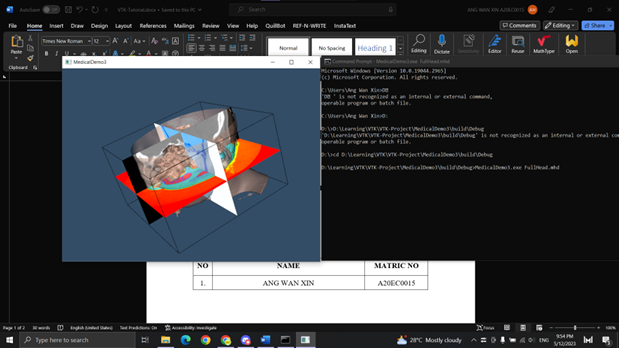 AutoSave Off
VTK-Tutorial.docx • Saved to this PC
Search
ANG WAN XIN A20EC0015 AW
File Home Insert Draw Design Layout References Mailings Review View Help QuillBot REF-N-WRITE InstaText
Comments Editing Share
Paste
Clipboard
Times New Roman 12
Normal No Spacing Heading 1
Editing Dictate Sensitivity Editor Reuse Files MathType Open
MedicalDemo3
Command Prompt - MedicalDemo3.exe FullHead.mhd
Microsoft Windows [Version 10.0.19044.2965]
(c) Microsoft Corporation. All rights reserved.
C:\Users\Ang Wan Xin>DB
'DB ' is not recognized as an internal or external command,
operable program or batch file.
C:\Users\Ang Wan Xin>D:
D:\>D:\Learning\VTK\VTK-Project\MedicalDemo3\build\Debug
'D:\Learning\VTK\VTK-Project\MedicalDemo3\build\Debug' is not recognized as an internal or external com
operable program or batch file.
D:\>cd D:\Learning\VTK\VTK-Project\MedicalDemo3\build\Debug
D:\Learning\VTK\VTK-Project\MedicalDemo3\build\Debug>MedicalDemo3.exe FullHead.mhd
NO NAME MATRIC NO
1. ANG WAN XIN A20EC0015
Page 1 of 2 30 words English (United States) Text Predictions: On Accessibility: Investigate
Focus 100%
Type here to search
28°C Mostly cloudy
ENG
9:54 PM
5/12/2023